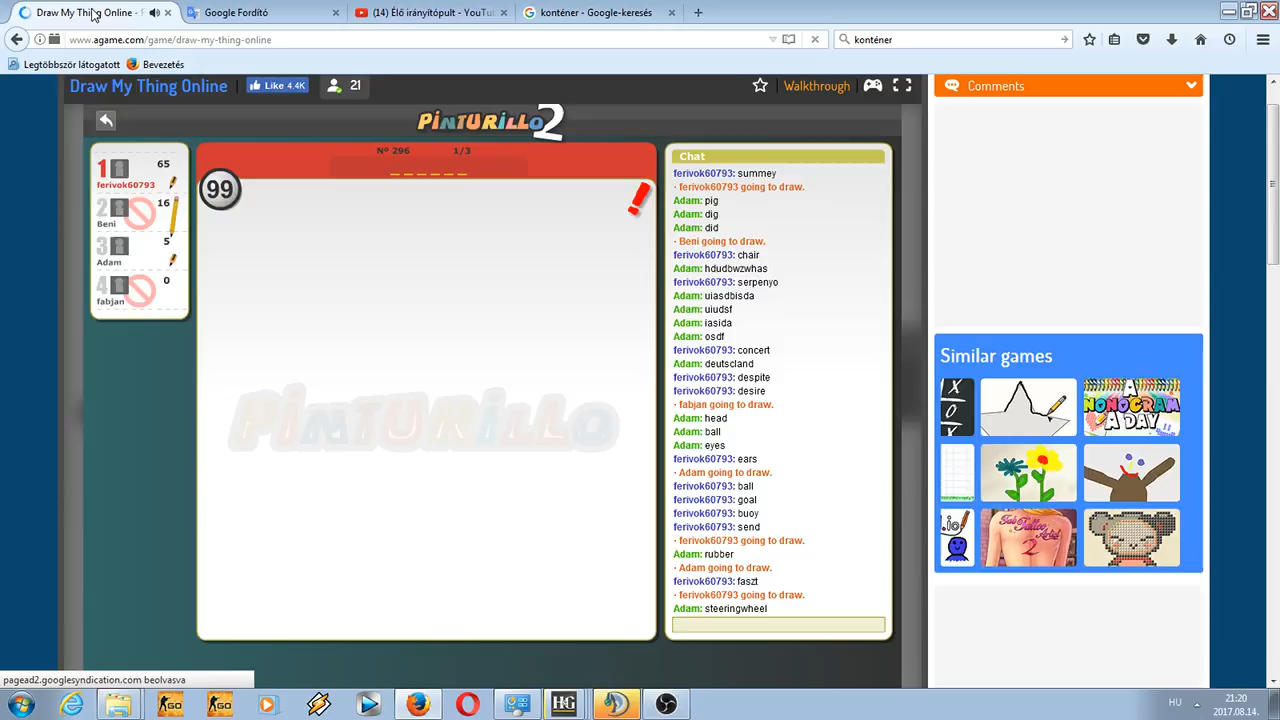 Draw My Thing Online -
Google Fordító
(14) Élő irányítópult - YouTu
konténer - Google-keresés
www.agame.com/game/draw-my-thing-online
konténer
Legtöbbször látogatott
Bevezetés
Draw My Thing Online
Like 4.4K
21
Walkthrough
Comments
PiNTURiLLO 2
Nº 296
1/3
_ _ _ _ _ _
99
1
65
ferivok60793
2
16
Beni
3
5
Adam
4
0
fabjan
PiNTURiLLO
Chat
ferivok60793: summey
· ferivok60793 going to draw.
Adam: pig
Adam: dig
Adam: did
· Beni going to draw.
ferivok60793: chair
Adam: hdudbwzwhas
ferivok60793: serpenyo
Adam: uiasdbisda
Adam: uiudsf
Adam: iasida
Adam: osdf
ferivok60793: concert
Adam: deutscland
ferivok60793: despite
ferivok60793: desire
· fabjan going to draw.
Adam: head
Adam: ball
Adam: eyes
ferivok60793: ears
· Adam going to draw.
ferivok60793: ball
ferivok60793: goal
ferivok60793: buoy
ferivok60793: send
· ferivok60793 going to draw.
Adam: rubber
· Adam going to draw.
ferivok60793: faszt
· ferivok60793 going to draw.
Adam: steeringwheel
Similar games
X
O
A
NONOGRAM
A DAY
.io
2
pagead2.googlesyndication.com beolvasva
GO
GO
H&G
HU
21:20
2017.08.14.